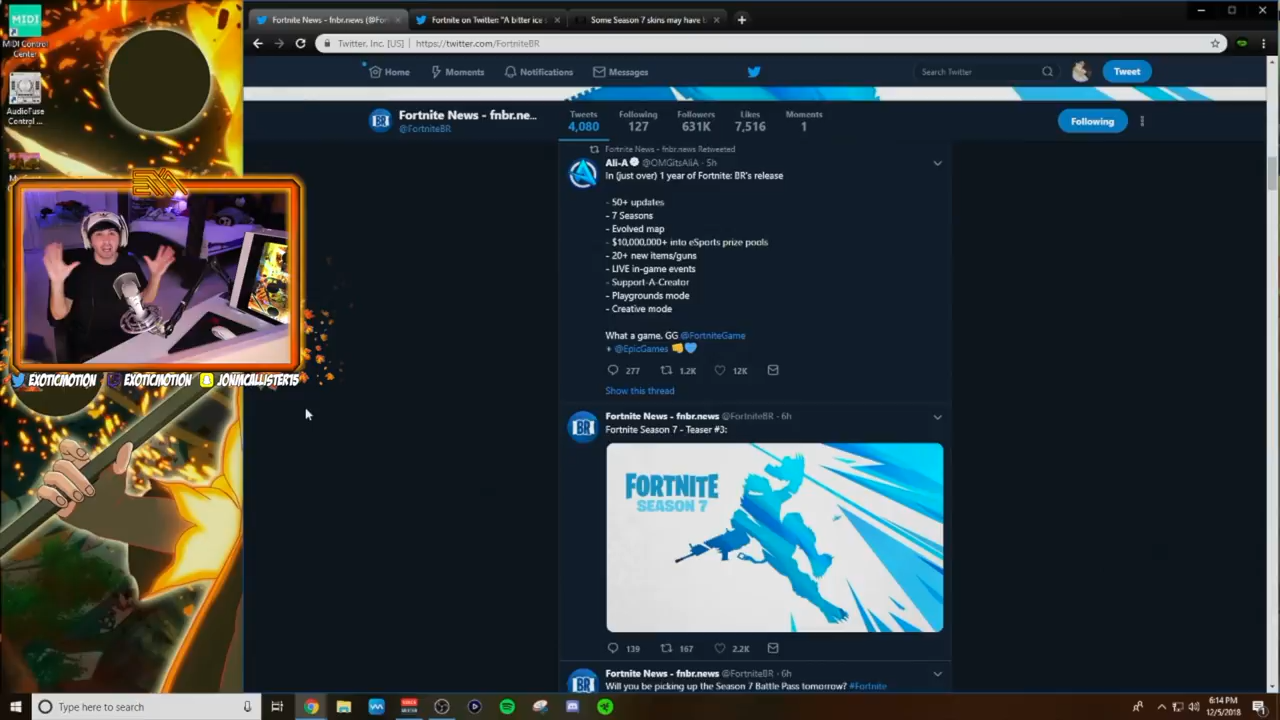 MIDI
MIDI Control
Center
AudioFuse
Control ...
Fortnite News - fnbr.news (@For
Fortnite on Twitter: "A bitter ice s
Some Season 7 skins may have b
Twitter, Inc. [US]
https://twitter.com/FortniteBR
Home
Moments
Notifications
Messages
Search Twitter
Tweet
BR
Fortnite News - fnbr.ne...
@FortniteBR
Tweets
4,080
Following
127
Followers
631K
Likes
7,516
Moments
1
Following
Fortnite News - fnbr.news Retweeted
Ali-A @OMGitsAliA · 5h
In (just over) 1 year of Fortnite: BR's release
- 50+ updates
- 7 Seasons
- Evolved map
- $10,000,000+ into eSports prize pools
- 20+ new items/guns
- LIVE in-game events
- Support-A-Creator
- Playgrounds mode
- Creative mode
What a game. GG @FortniteGame
+ @EpicGames 👊💙
277
1.2K
12K
Show this thread
BR
Fortnite News - fnbr.news @FortniteBR · 6h
Fortnite Season 7 - Teaser #3:
FORTNITE
SEASON 7
139
167
2.2K
BR
Fortnite News - fnbr.news @FortniteBR · 6h
Will you be picking up the Season 7 Battle Pass tomorrow? #Fortnite
EXOTICMOTION
EXOTICMOTION
JONMCALLISTER15
Type here to search
6:14 PM
12/5/2018